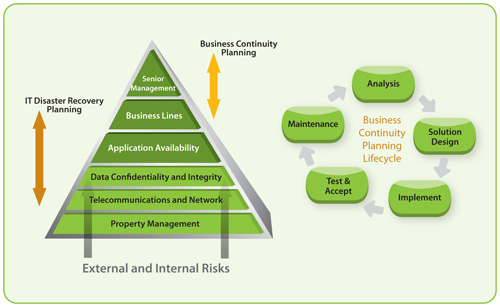 Business Continuity
Planning
IT Disaster Recovery
Planning
Senior
Management
Business Lines
Application Availability
Data Confidentiality and Integrity
Telecommunications and Network
Property Management
External and Internal Risks
Analysis
Solution
Design
Implement
Test &
Accept
Maintenance
Business
Continuity
Planning
Lifecycle